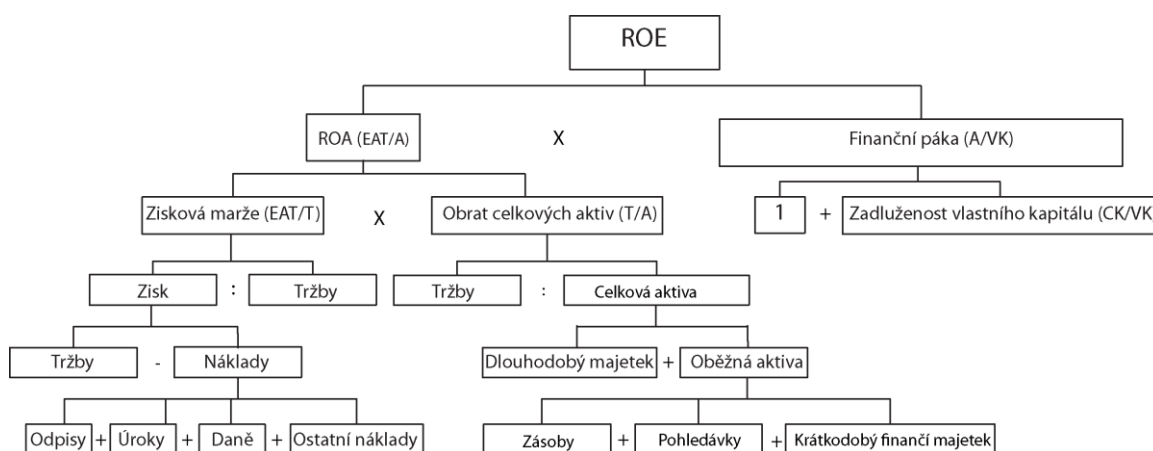 ROE
ROA (EAT/A) X Finanční páka (A/VK)
Zisková marže (EAT/T) X Obrat celkových aktiv (T/A) 1 + Zadluženost vlastního kapitálu (CK/VK)
Zisk : Tržby Tržby : Celková aktiva
Tržby - Náklady Dlouhodobý majetek + Oběžná aktiva
Odpisy + Úroky + Daně + Ostatní náklady Zásoby + Pohledávky + Krátkodobý finančí majetek